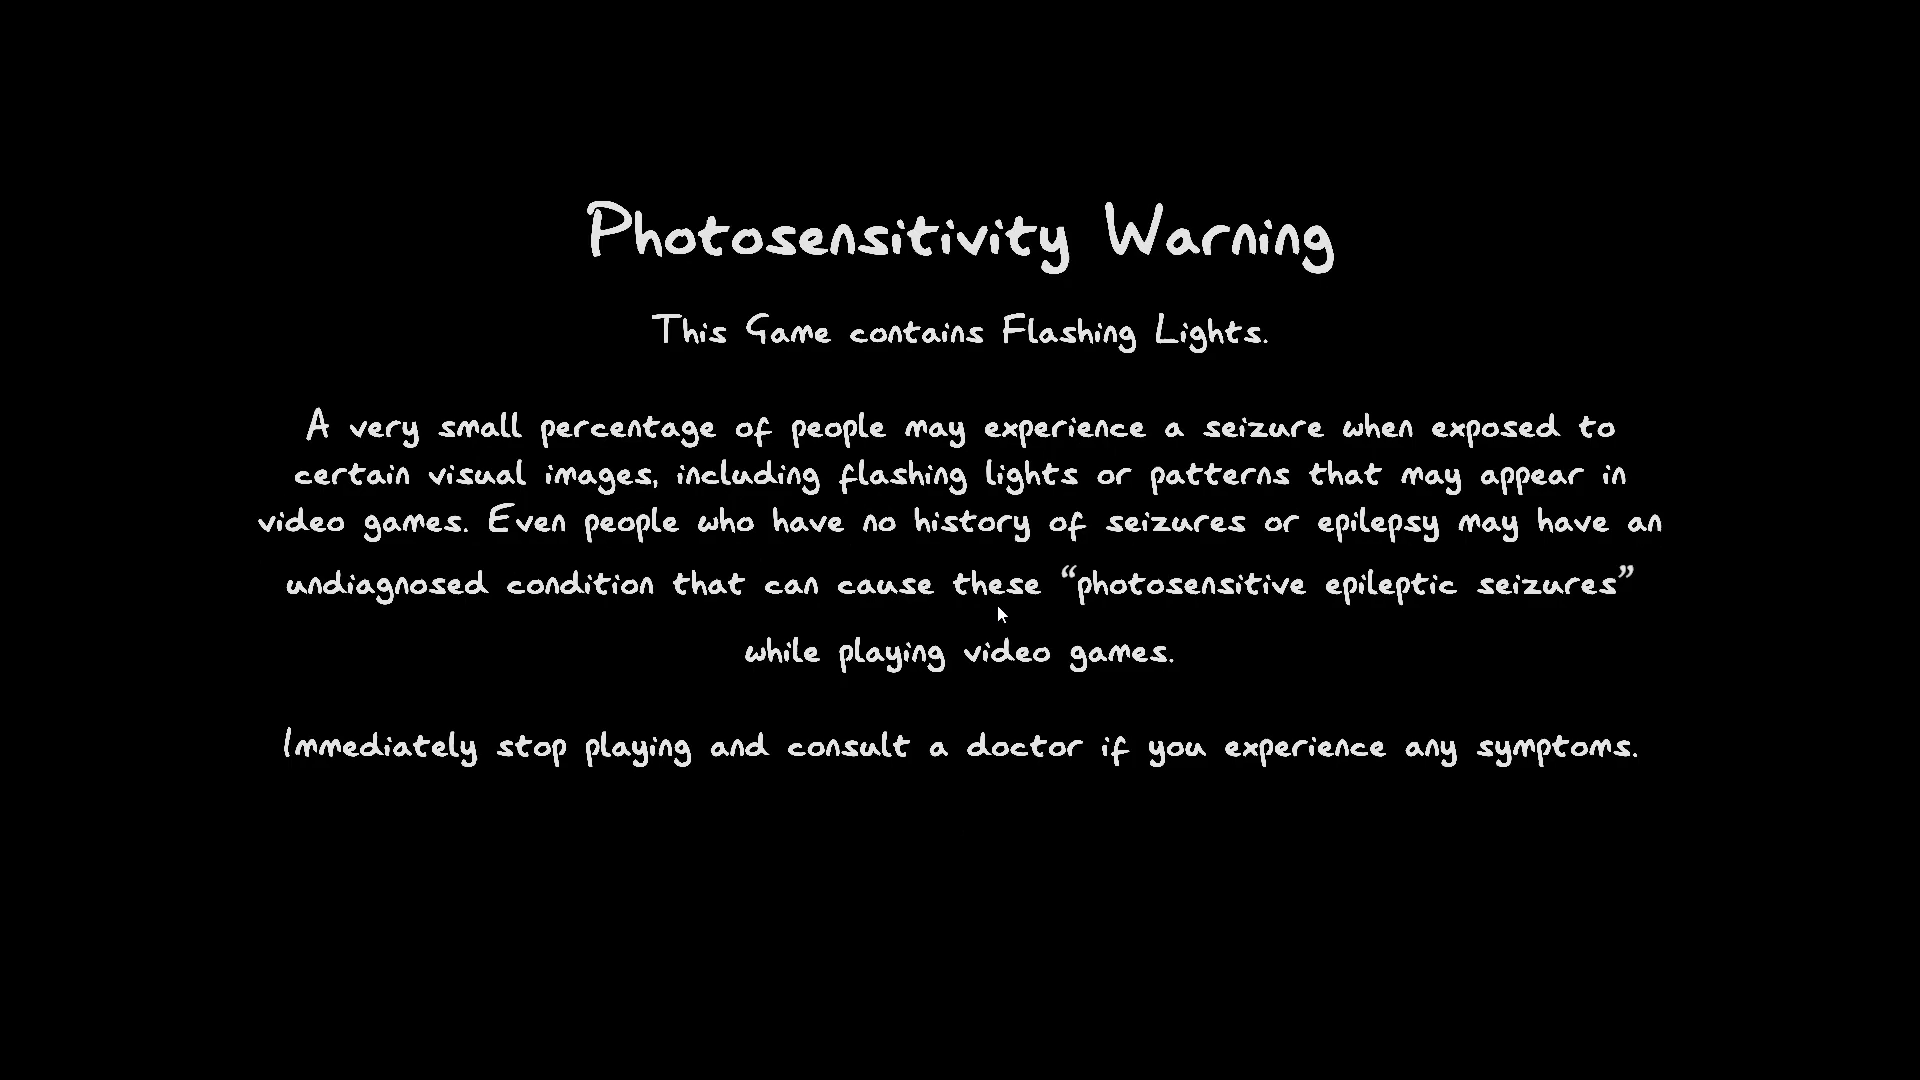 Photosensitivity Warning
This Game contains Flashing Lights.
A very small percentage of people may experience a seizure when exposed to
certain visual images, including flashing lights or patterns that may appear in
video games. Even people who have no history of seizures or epilepsy may have an
undiagnosed condition that can cause these “photosensitive epileptic seizures”
while playing video games.
Immediately stop playing and consult a doctor if you experience any symptoms.